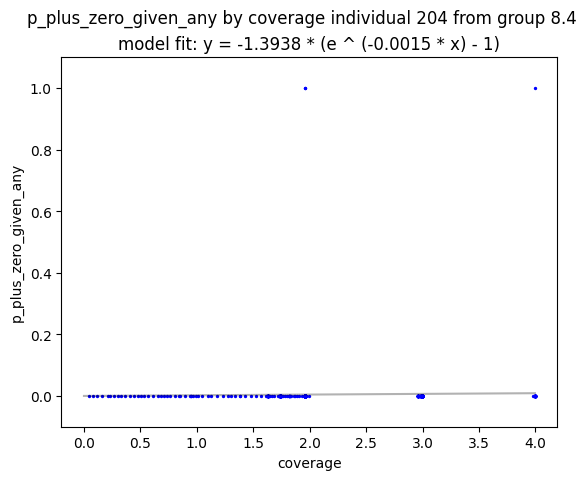 p_plus_zero_given_any by coverage individual 204 from group 8.4
model fit: y = -1.3938 * (e ^ (-0.0015 * x) - 1)
1.0
0.8
0.6
0.4
0.2
0.0
p_plus_zero_given_any
0.0 0.5 1.0 1.5 2.0 2.5 3.0 3.5 4.0
coverage